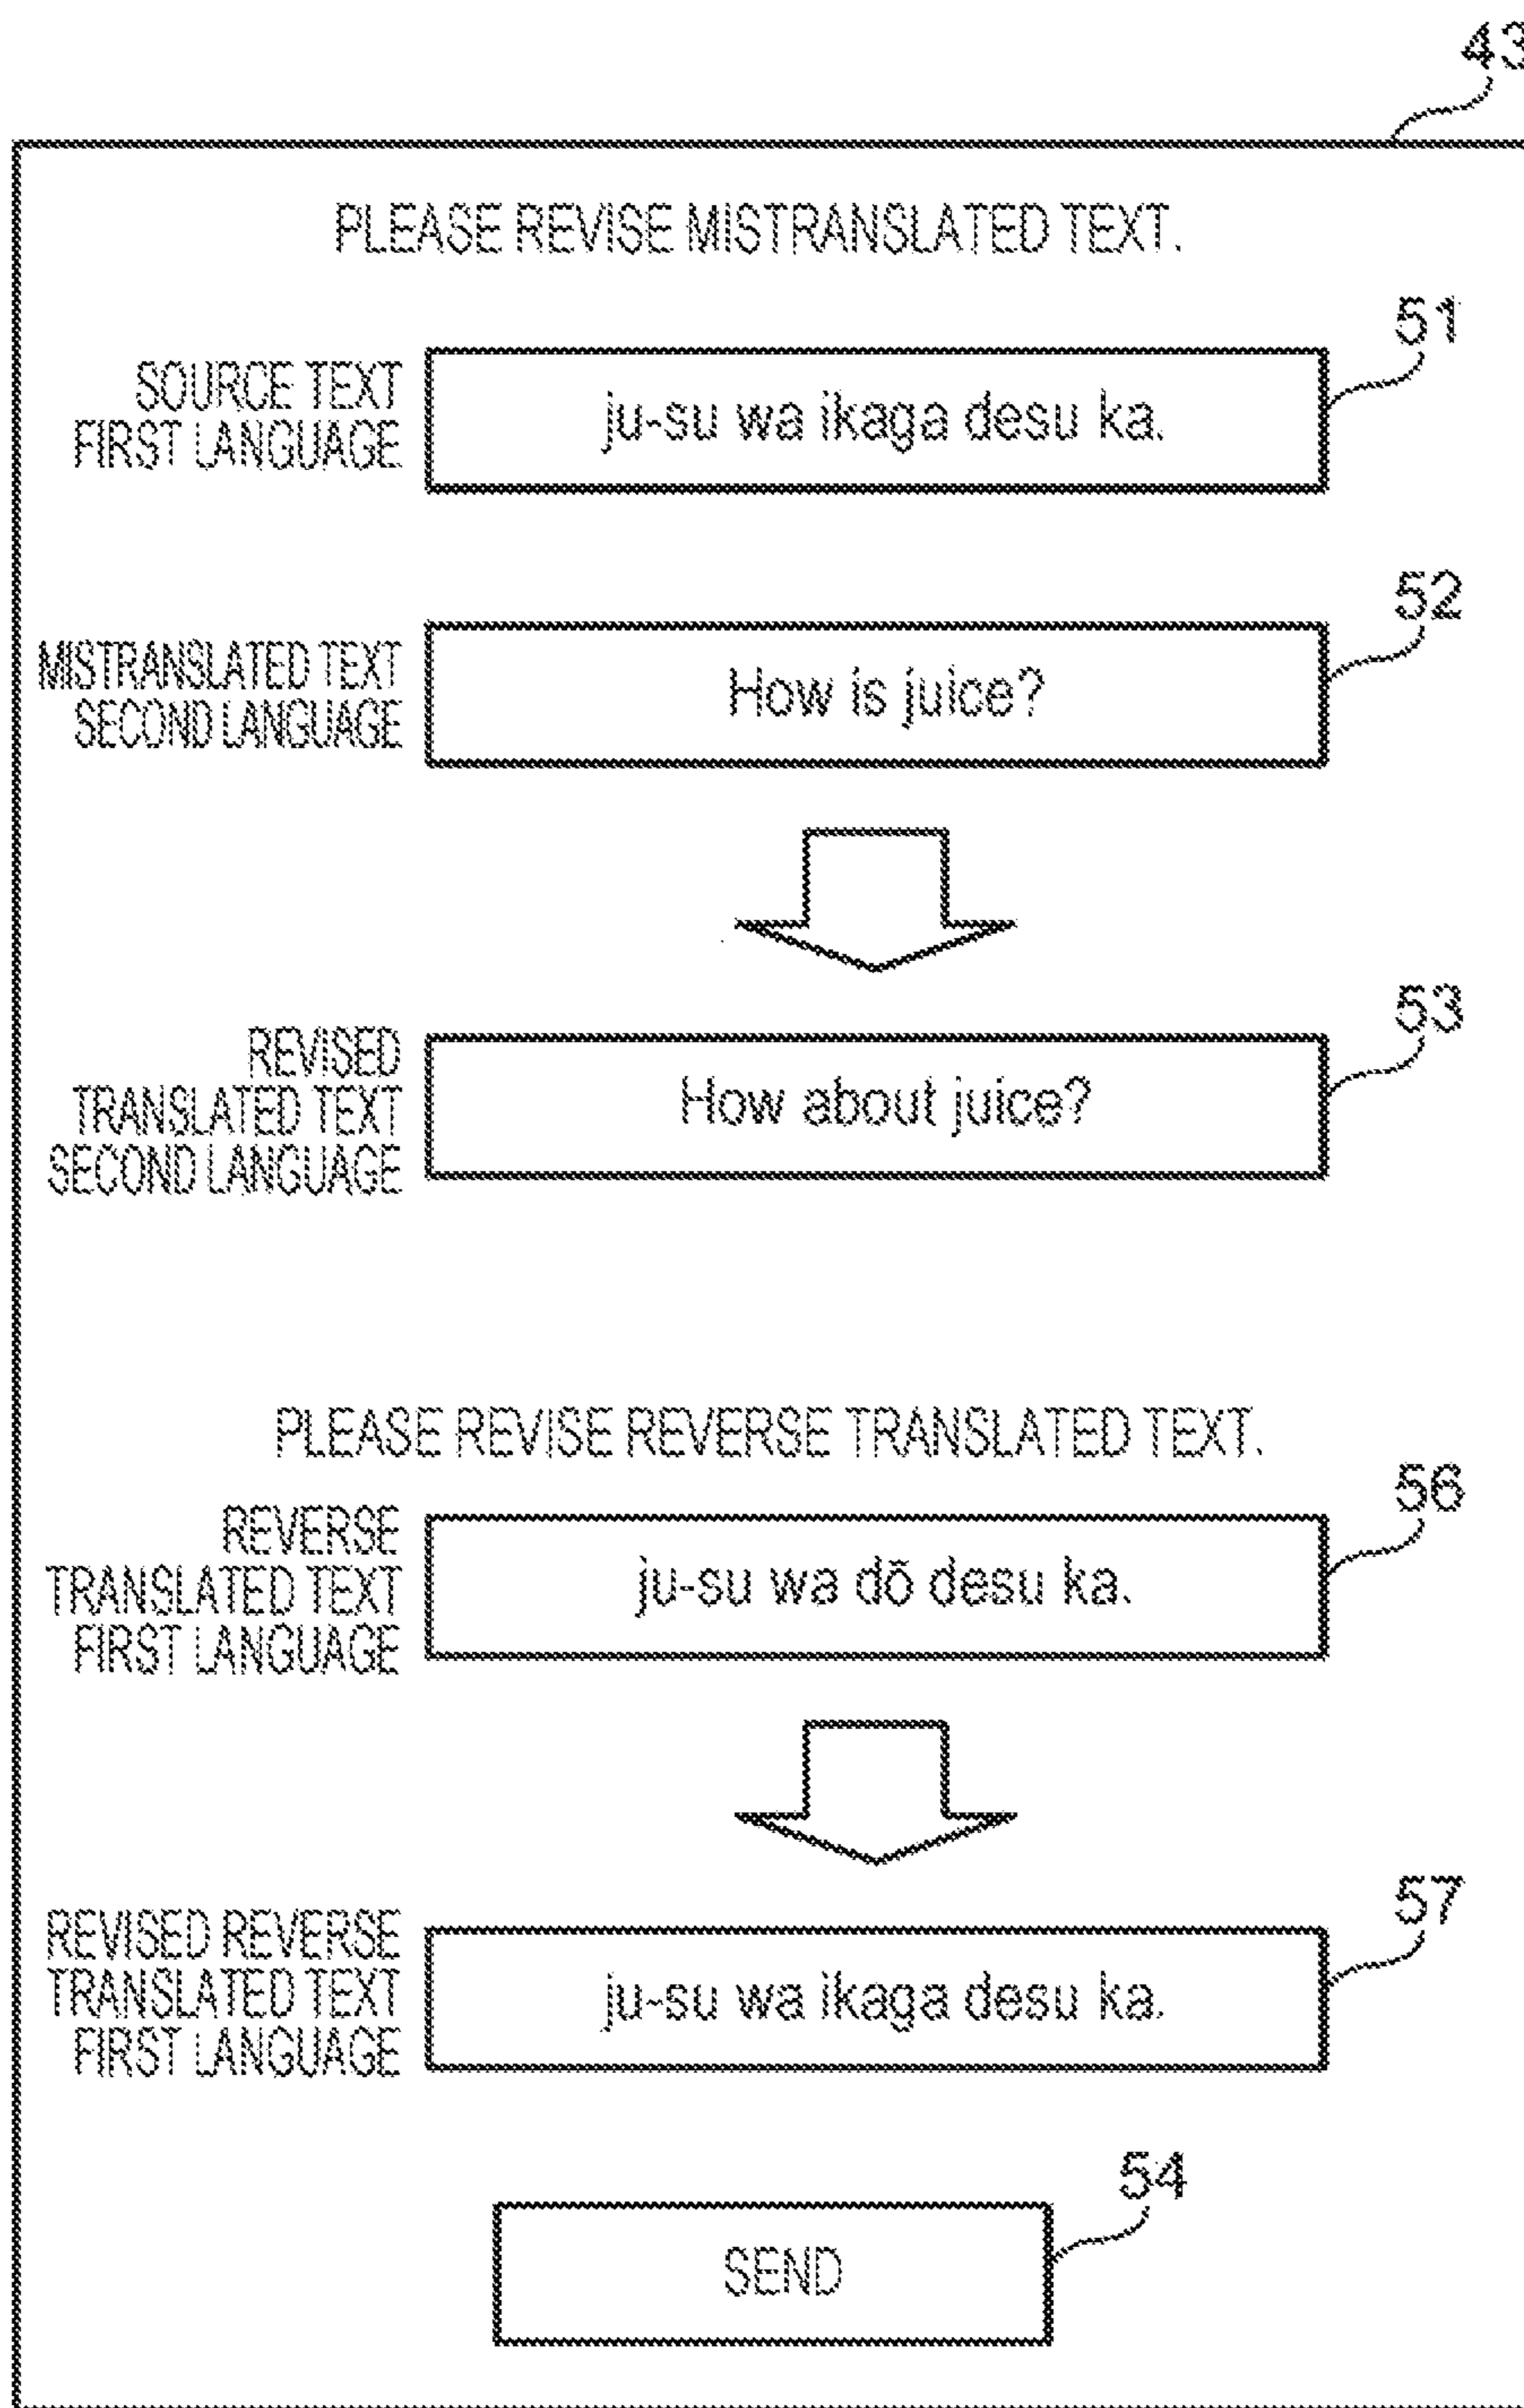 43
PLEASE REVISE MISTRANSLATED TEXT.
51
SOURCE TEXT
FIRST LANGUAGE
ju-su wa ikaga desu ka.
52
MISTRANSLATED TEXT
SECOND LANGUAGE
How is juice?
53
REVISED
TRANSLATED TEXT
SECOND LANGUAGE
How about juice?
PLEASE REVISE REVERSE TRANSLATED TEXT.
56
REVERSE
TRANSLATED TEXT
FIRST LANGUAGE
ju-su wa dō desu ka.
57
REVISED REVERSE
TRANSLATED TEXT
FIRST LANGUAGE
ju-su wa ikaga desu ka.
54
SEND